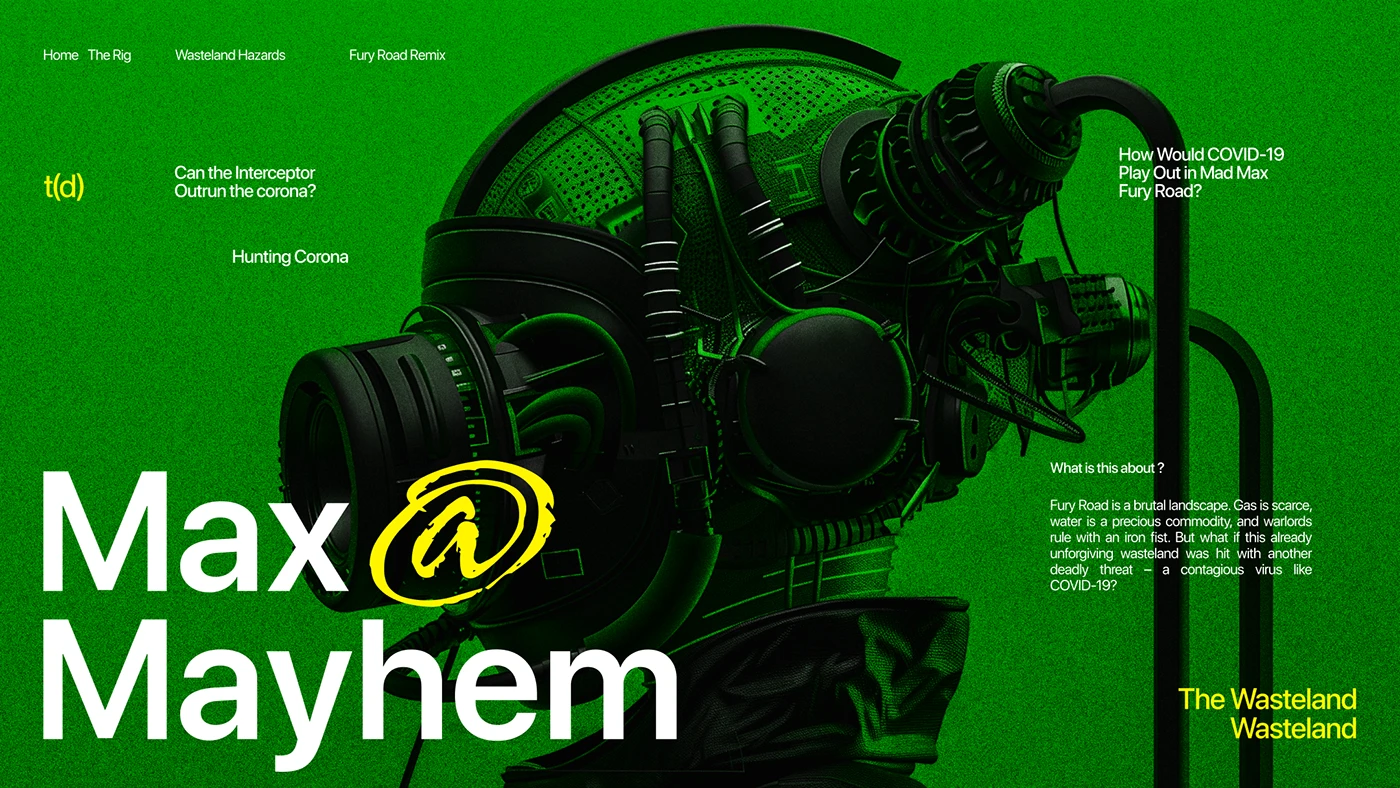 Home The Rig Wasteland Hazards Fury Road Remix
t(d)
Can the Interceptor
Outrun the corona?
Hunting Corona
How Would COVID-19
Play Out in Mad Max
Fury Road?
Max @
Mayhem
What is this about ?
Fury Road is a brutal landscape. Gas is scarce,
water is a precious commodity, and warlords
rule with an iron fist. But what if this already
unforgiving wasteland was hit with another
deadly threat – a contagious virus like
COVID-19?
The Wasteland
Wasteland